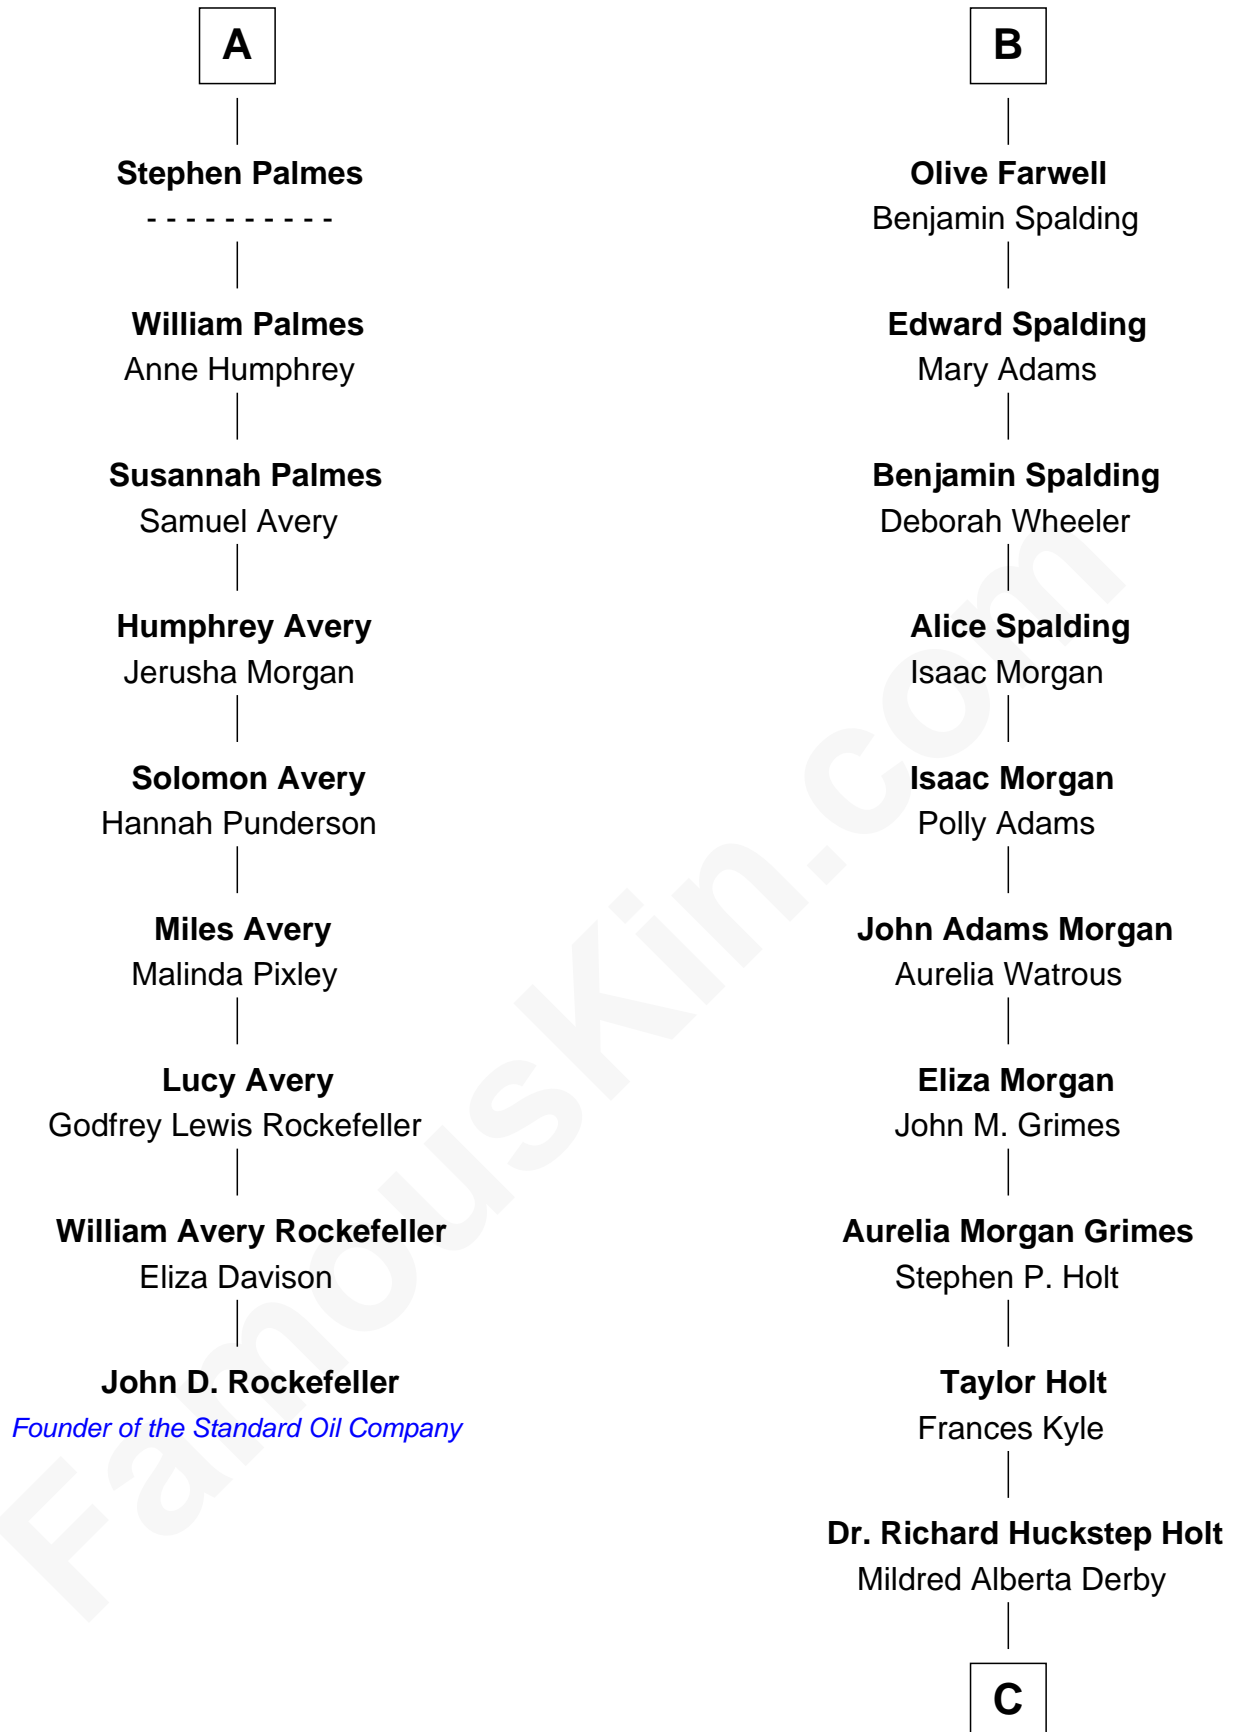 A
Stephen Palmes
- - - - - - - - - -
William Palmes
Anne Humphrey
Susannah Palmes
Samuel Avery
Humphrey Avery
Jerusha Morgan
Solomon Avery
Hannah Punderson
Miles Avery
Malinda Pixley
Lucy Avery
Godfrey Lewis Rockefeller
William Avery Rockefeller
Eliza Davison
John D. Rockefeller
Founder of the Standard Oil Company
B
Olive Farwell
Benjamin Spalding
Edward Spalding
Mary Adams
Benjamin Spalding
Deborah Wheeler
Alice Spalding
Isaac Morgan
Isaac Morgan
Polly Adams
John Adams Morgan
Aurelia Watrous
Eliza Morgan
John M. Grimes
Aurelia Morgan Grimes
Stephen P. Holt
Taylor Holt
Frances Kyle
Dr. Richard Huckstep Holt
Mildred Alberta Derby
C
FamousKin.com